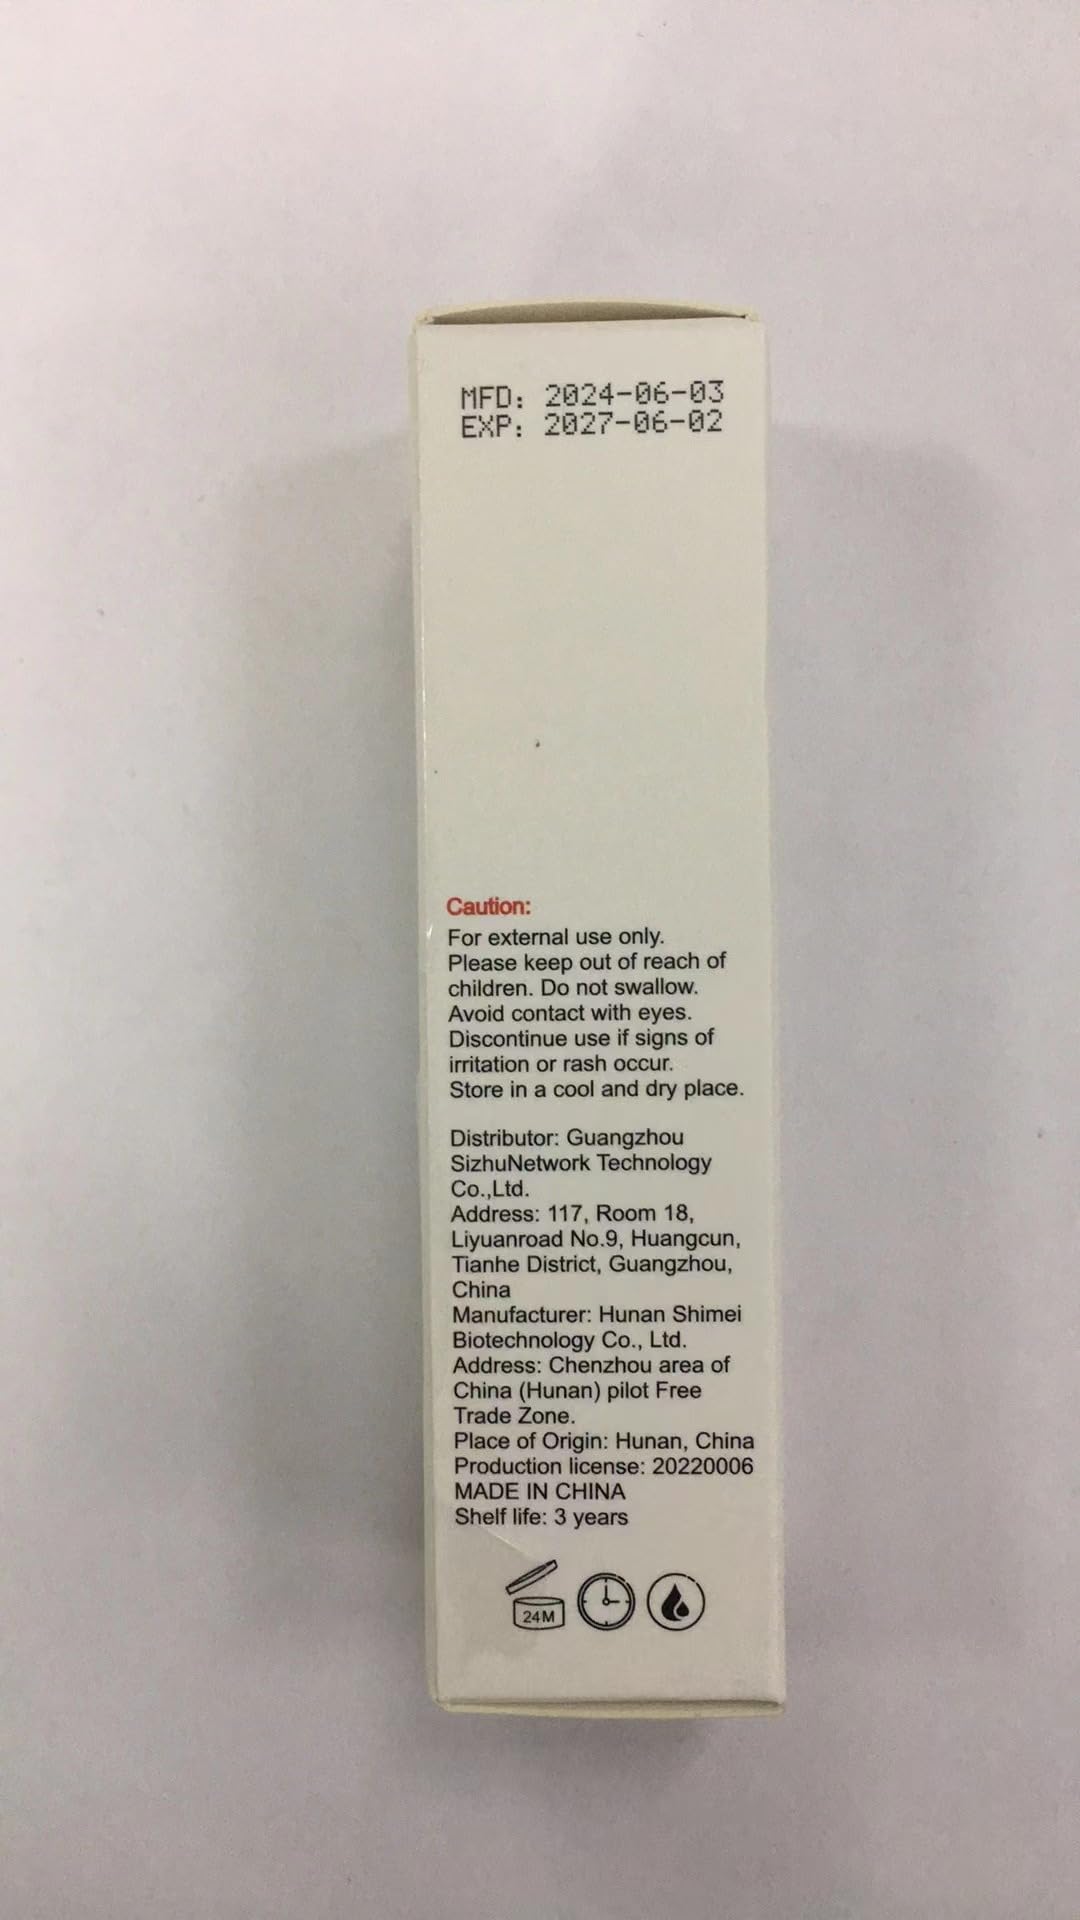 MFD: 2024-06-03
EXP: 2027-06-02
Caution:
For external use only.
Please keep out of reach of
children. Do not swallow.
Avoid contact with eyes.
Discontinue use if signs of
irritation or rash occur.
Store in a cool and dry place.
Distributor: Guangzhou
SizhuNetwork Technology
Co.,Ltd.
Address: 117, Room 18,
Liyuanroad No.9, Huangcun,
Tianhe District, Guangzhou,
China
Manufacturer: Hunan Shimei
Biotechnology Co., Ltd.
Address: Chenzhou area of
China (Hunan) pilot Free
Trade Zone.
Place of Origin: Hunan, China
Production license: 20220006
MADE IN CHINA
Shelf life: 3 years
24M